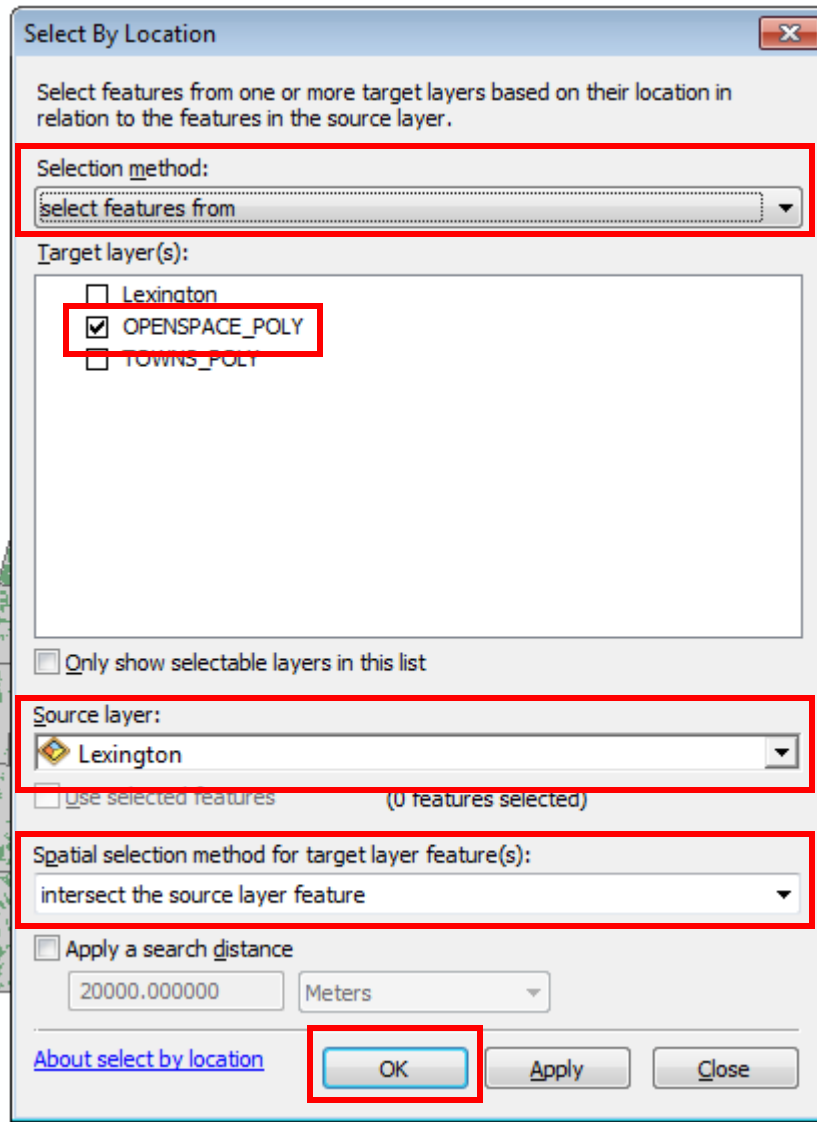 Select By Location
Select features from one or more target layers based on their location in
relation to the features in the source layer.
Selection method:
select features from
Target layer(s):
Lexington
OPENSPACE_POLY
TOWNS_POLY
Only show selectable layers in this list
Source layer:
Lexington
Use selected features (0 features selected)
Spatial selection method for target layer feature(s):
intersect the source layer feature
Apply a search distance
20000.000000 Meters
About select by location OK Apply Close